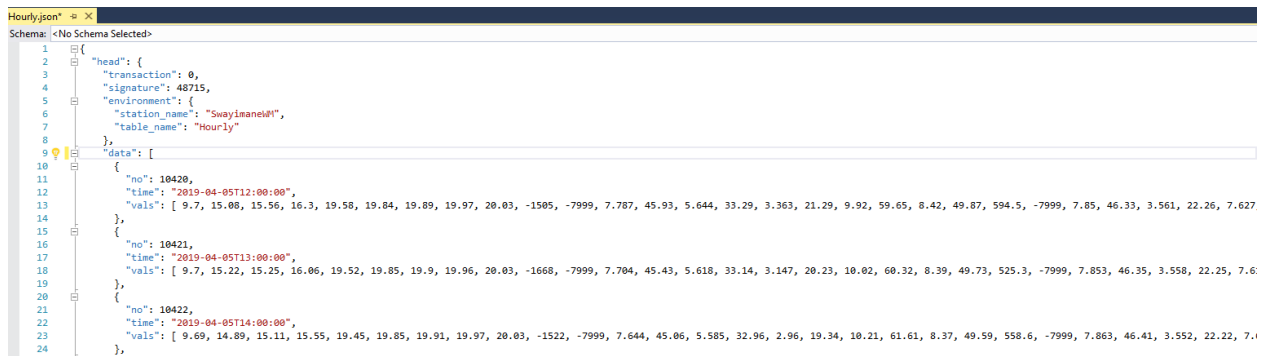 Hourly.json*
Schema: <No Schema Selected>
1 {
2 "head": {
3 "transaction": 0,
4 "signature": 48715,
5 "environment": {
6 "station_name": "SwayimaneWM",
7 "table_name": "Hourly"
8 },
9 "data": [
10 {
11 "no": 10420,
12 "time": "2019-04-05T12:00:00",
13 "vals": [ 9.7, 15.08, 15.56, 16.3, 19.58, 19.84, 19.89, 19.97, 20.03, -1505, -7999, 7.787, 45.93, 5.644, 33.29, 3.363, 21.29, 9.92, 59.65, 8.42, 49.87, 594.5, -7999, 7.85, 46.33, 3.561, 22.26, 7.627,
14 },
15 {
16 "no": 10421,
17 "time": "2019-04-05T13:00:00",
18 "vals": [ 9.7, 15.22, 15.25, 16.06, 19.52, 19.85, 19.9, 19.96, 20.03, -1668, -7999, 7.704, 45.43, 5.618, 33.14, 3.147, 20.23, 10.02, 60.32, 8.39, 49.73, 525.3, -7999, 7.853, 46.35, 3.558, 22.25,
19 },
20 {
21 "no": 10422,
22 "time": "2019-04-05T14:00:00",
23 "vals": [ 9.69, 14.89, 15.11, 15.55, 19.45, 19.85, 19.91, 19.97, 20.03, -1522, -7999, 7.644, 45.06, 5.585, 32.96, 2.96, 19.34, 10.21, 61.61, 8.37, 49.59, 558.6, -7999, 7.863, 46.41, 3.552, 22.22,
24 },